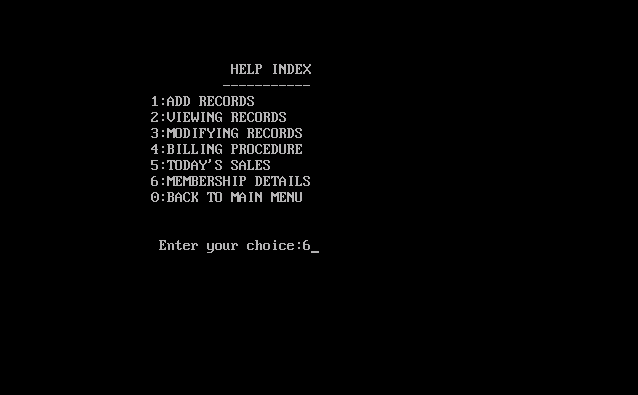 HELP INDEX
-----------
1:ADD RECORDS
2:VIEWING RECORDS
3:MODIFYING RECORDS
4:BILLING PROCEDURE
5:TODAY'S SALES
6:MEMBERSHIP DETAILS
0:BACK TO MAIN MENU
Enter your choice:6_